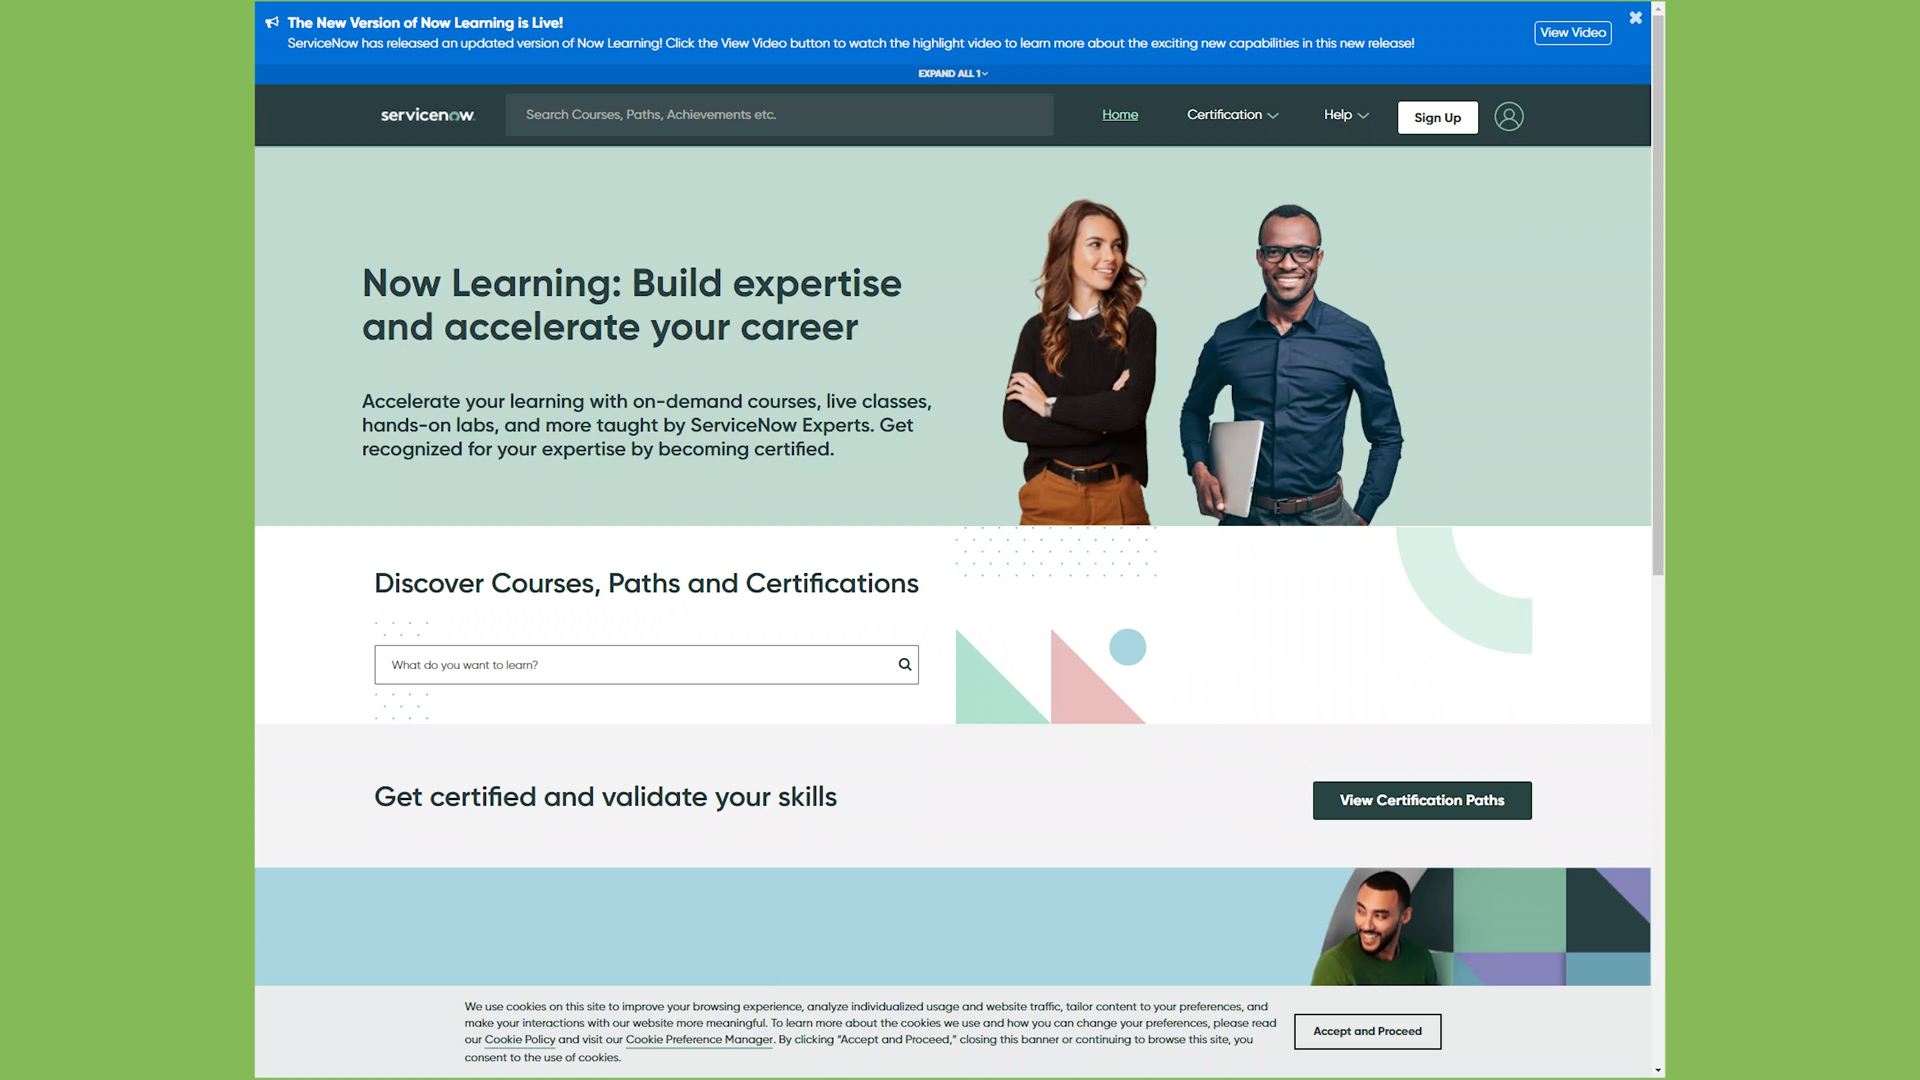 The New Version of Now Learning is Live!
ServiceNow has released an updated version of Now Learning! Click the View Video button to watch the highlight video to learn more about the exciting new capabilities in this new release!
View Video
EXPAND ALL 1
servicenow
Search Courses, Paths, Achievements etc.
Home
Certification
Help
Sign Up
Now Learning: Build expertise
and accelerate your career
Accelerate your learning with on-demand courses, live classes,
hands-on labs, and more taught by ServiceNow Experts. Get
recognized for your expertise by becoming certified.
Discover Courses, Paths and Certifications
What do you want to learn?
Get certified and validate your skills
View Certification Paths
We use cookies on this site to improve your browsing experience, analyze individualized usage and website traffic, tailor content to your preferences, and
make your interactions with our website more meaningful. To learn more about the cookies we use and how you can change your preferences, please read
our Cookie Policy and visit our Cookie Preference Manager. By clicking “Accept and Proceed,” closing this banner or continuing to browse this site, you
consent to the use of cookies.
Accept and Proceed